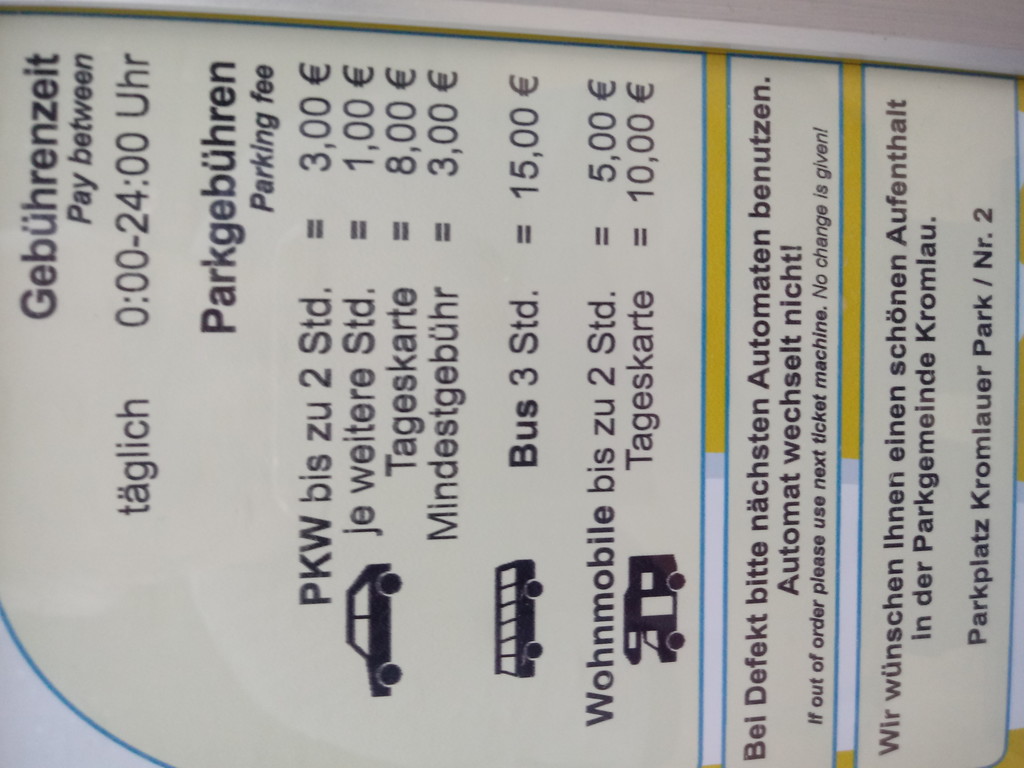 Gebührenzeit
Pay between
täglich 0:00-24:00 Uhr
Parkgebühren
Parking fee
PKW bis zu 2 Std. = 3,00 €
je weitere Std. = 1,00 €
Tageskarte = 8,00 €
Mindestgebühr = 3,00 €
Bus 3 Std. = 15,00 €
Wohnmobile bis zu 2 Std. = 5,00 €
Tageskarte = 10,00 €
Bei Defekt bitte nächsten Automaten benutzen.
Automat wechselt nicht!
If out of order please use next ticket machine. No change is given!
Wir wünschen Ihnen einen schönen Aufenthalt
in der Parkgemeinde Kromlau.
Parkplatz Kromlauer Park / Nr. 2